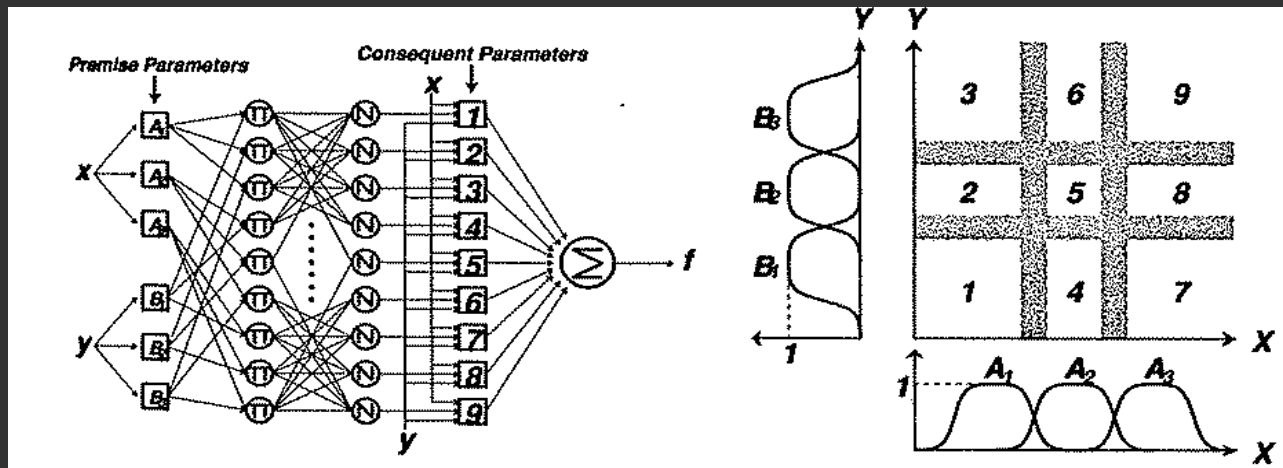 Premise Parameters
Consequent Parameters
x
A₁
A₂
A₃
B₁
B₂
B₃
x
y
Π
Π
Π
Π
Π
Π
Π
Π
Π
N
N
N
N
N
N
N
N
N
1
2
3
4
5
6
7
8
9
Σ
f
y
Y
B₃
B₂
B₁
1
Y
3 6 9
2 5 8
1 4 7
X
1
A₁ A₂ A₃
X